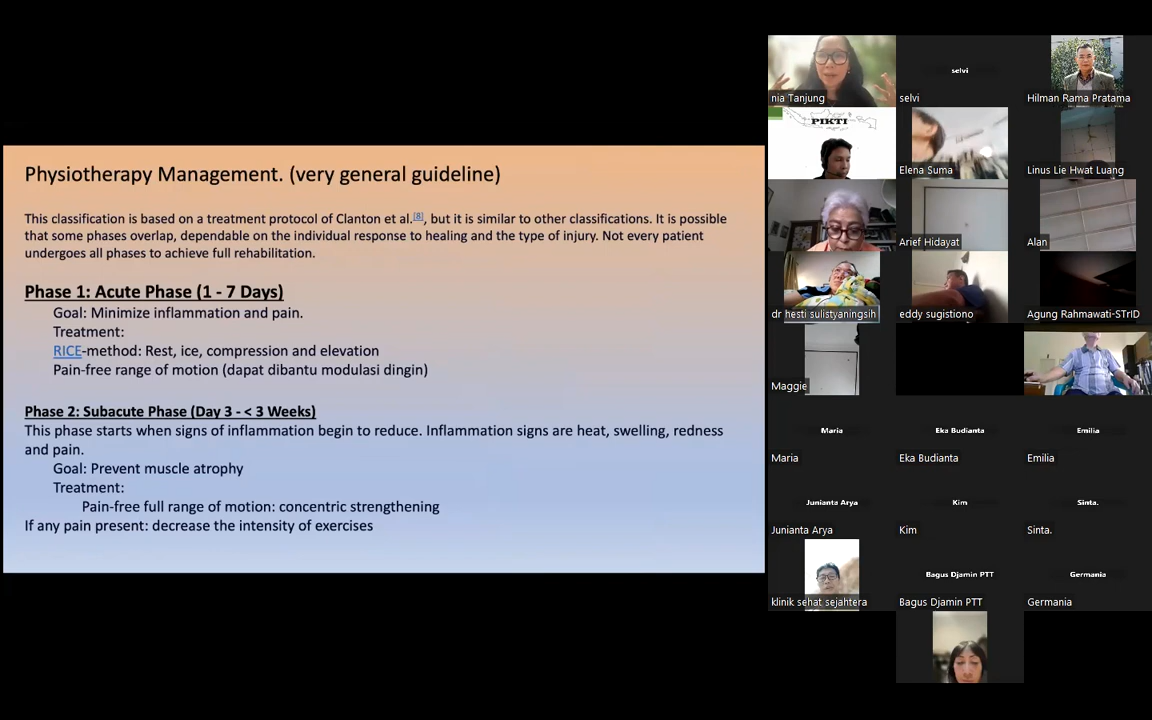 Physiotherapy Management. (very general guideline)
This classification is based on a treatment protocol of Clanton et al.[8], but it is similar to other classifications. It is possible
that some phases overlap, dependable on the individual response to healing and the type of injury. Not every patient
undergoes all phases to achieve full rehabilitation.
Phase 1: Acute Phase (1 - 7 Days)
Goal: Minimize inflammation and pain.
Treatment:
RICE-method: Rest, ice, compression and elevation
Pain-free range of motion (dapat dibantu modulasi dingin)
Phase 2: Subacute Phase (Day 3 - < 3 Weeks)
This phase starts when signs of inflammation begin to reduce. Inflammation signs are heat, swelling, redness
and pain.
Goal: Prevent muscle atrophy
Treatment:
Pain-free full range of motion: concentric strengthening
If any pain present: decrease the intensity of exercises
nia Tanjung
selvi
selvi
Hilman Rama Pratama
PIKTI
Elena Suma
Linus Lie Hwat Luang
Arief Hidayat
Alan
dr hesti sulistyaningsih
eddy sugistiono
Agung Rahmawati-STrID
Maggie
Maria
Eka Budianta
Emilia
Maria
Eka Budianta
Emilia
Junianta Arya
Kim
Sinta.
Junianta Arya
Kim
Sinta.
Bagus Djamin PTT
Germania
klinik sehat sejahtera
Bagus Djamin PTT
Germania